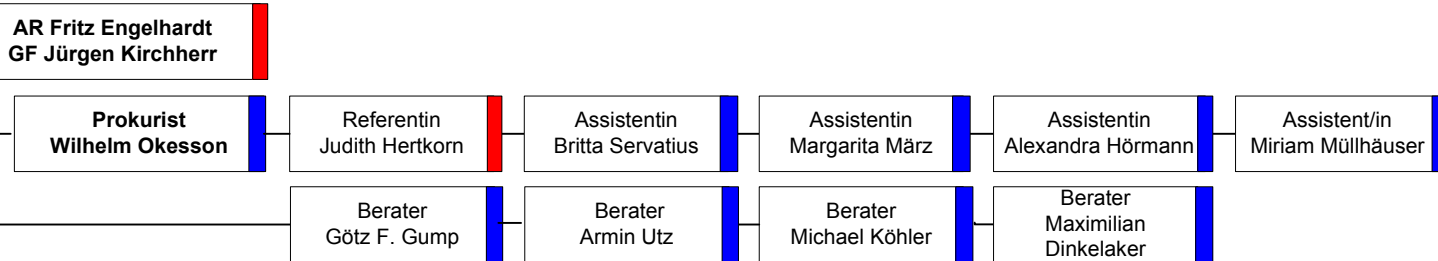 AR Fritz Engelhardt
GF Jürgen Kirchherr
Prokurist
Wilhelm Okesson
Referentin
Judith Hertkorn
Assistentin
Britta Servatius
Assistentin
Margarita März
Assistentin
Alexandra Hörmann
Assistent/in
Miriam Müllhäuser
Berater
Götz F. Gump
Berater
Armin Utz
Berater
Michael Köhler
Berater
Maximilian
Dinkelaker